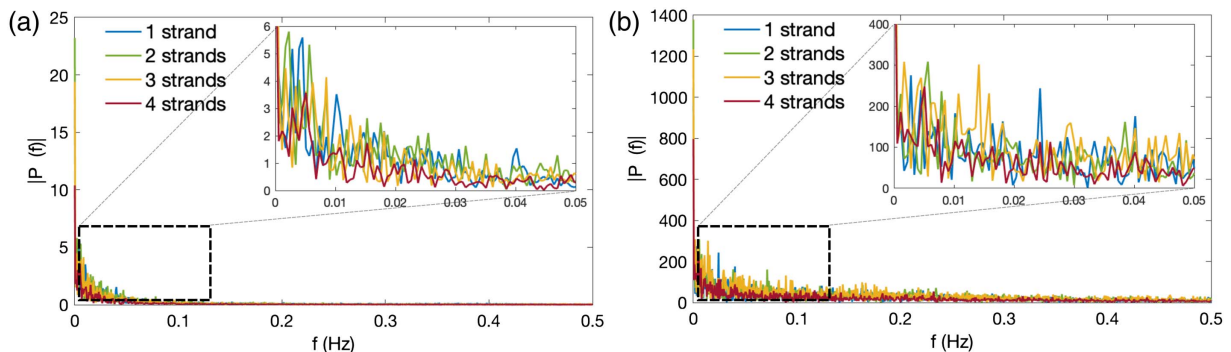 (a)
25
20
15
10
5
0
|P (f)|
1 strand
2 strands
3 strands
4 strands
6
5
4
3
2
1
0
0 0.01 0.02 0.03 0.04 0.05
0 0.1 0.2 0.3 0.4 0.5
f (Hz)
(b)
1400
1200
1000
800
600
400
200
0
|P (f)|
1 strand
2 strands
3 strands
4 strands
400
300
200
100
0
0 0.01 0.02 0.03 0.04 0.05
0 0.1 0.2 0.3 0.4 0.5
f (Hz)